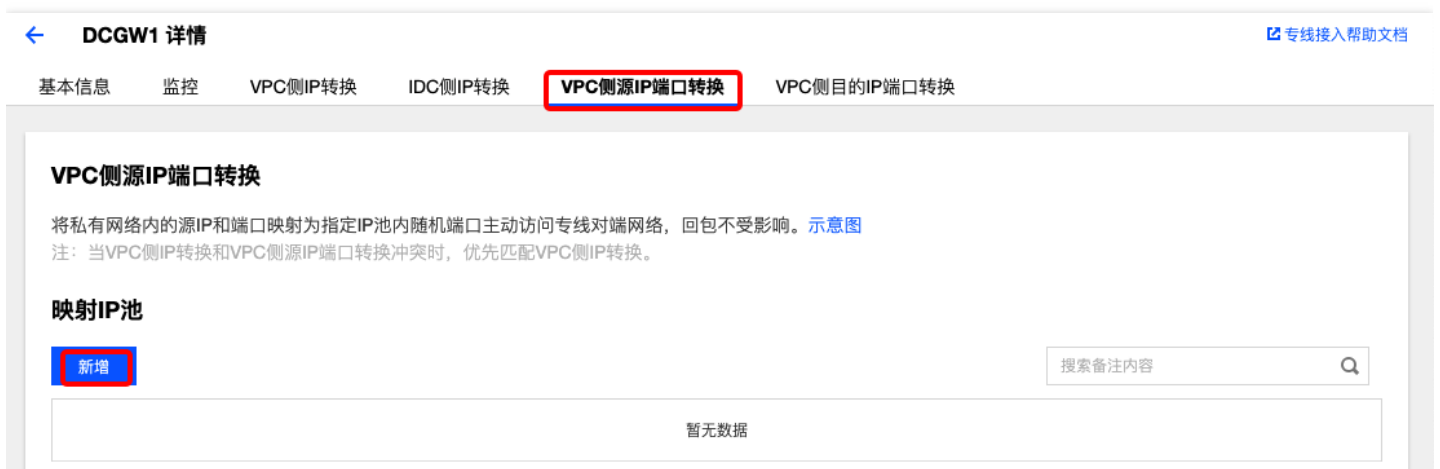 DCGW1 详情
专线接入帮助文档
基本信息 监控 VPC侧IP转换 IDC侧IP转换 VPC侧源IP端口转换 VPC侧目的IP端口转换
VPC侧源IP端口转换
将私有网络内的源IP和端口映射为指定IP池内随机端口主动访问专线对端网络，回包不受影响。示意图
注：当VPC侧IP转换和VPC侧源IP端口转换冲突时，优先匹配VPC侧IP转换。
映射IP池
新增
搜索备注内容
暂无数据